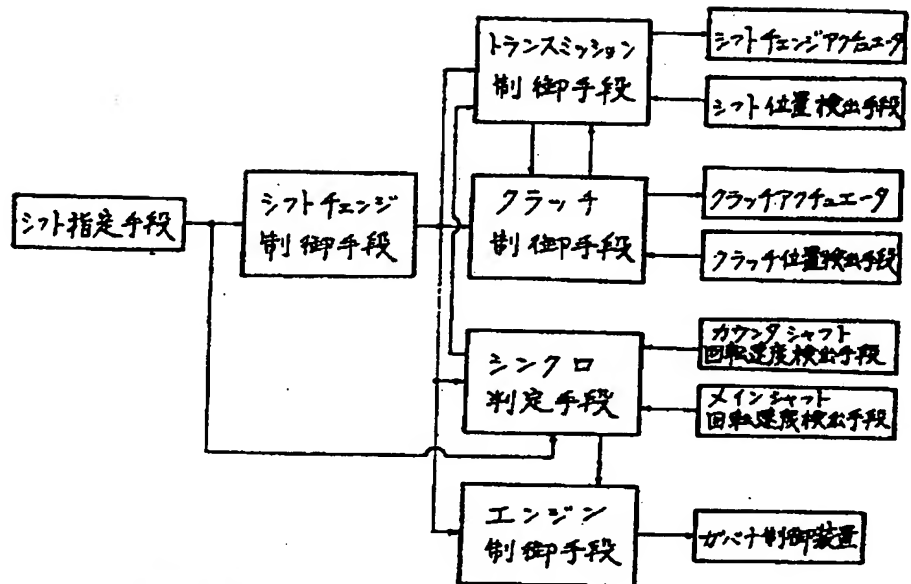 トランスミッション
制御手段
シフトチェンジアクチュエータ
シフト位置検出手段
シフト指定手段
シフトチェンジ
制御手段
クラッチ
制御手段
クラッチアクチュエータ
クラッチ位置検出手段
シンクロ
判定手段
カウンタシャフト
回転速度検出手段
メインシャフト
回転速度検出手段
エンジン
制御手段
ガバナ制御装置